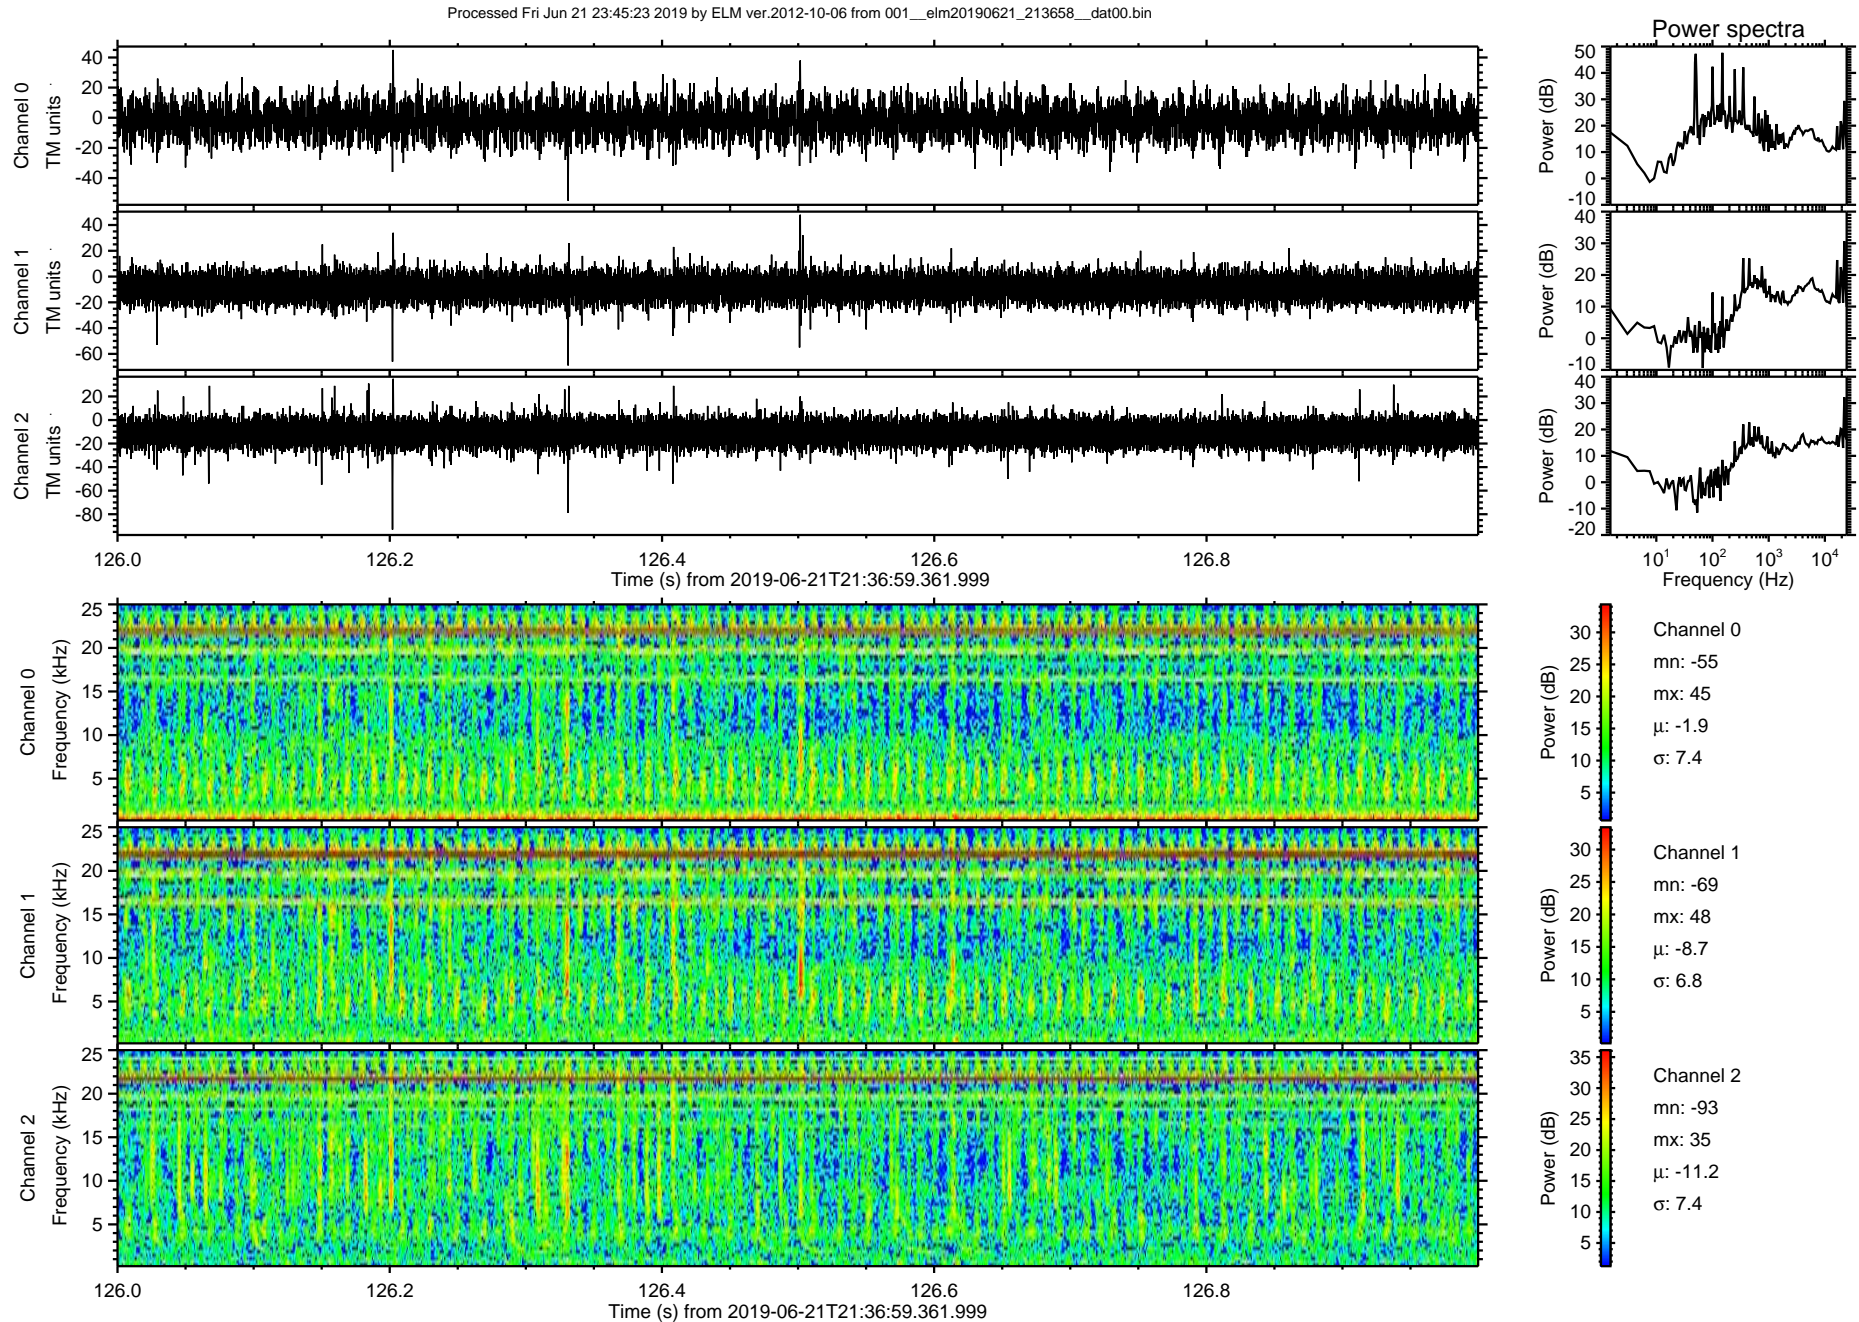 Processed Fri Jun 21 23:45:23 2019 by ELM ver.2012-10-06 from 001__elm20190621_213658__dat00.bin
Power spectra
Channel 0
TM units
40
20
0
-20
-40
Power (dB)
50
40
30
20
10
0
-10
Channel 1
TM units
40
20
0
-20
-40
-60
Power (dB)
40
30
20
10
0
-10
Channel 2
TM units
20
0
-20
-40
-60
-80
Power (dB)
40
30
20
10
0
-10
-20
126.0 126.2 126.4 126.6 126.8
Time (s) from 2019-06-21T21:36:59.361.999
10¹ 10² 10³ 10⁴
Frequency (Hz)
Channel 0
Frequency (kHz)
25
20
15
10
5
Power (dB)
30
25
20
15
10
5
Channel 0
mn: -55
mx: 45
μ: -1.9
σ: 7.4
Channel 1
Frequency (kHz)
25
20
15
10
5
Power (dB)
30
25
20
15
10
5
Channel 1
mn: -69
mx: 48
μ: -8.7
σ: 6.8
Channel 2
Frequency (kHz)
25
20
15
10
5
Power (dB)
35
30
25
20
15
10
5
Channel 2
mn: -93
mx: 35
μ: -11.2
σ: 7.4
126.0 126.2 126.4 126.6 126.8
Time (s) from 2019-06-21T21:36:59.361.999